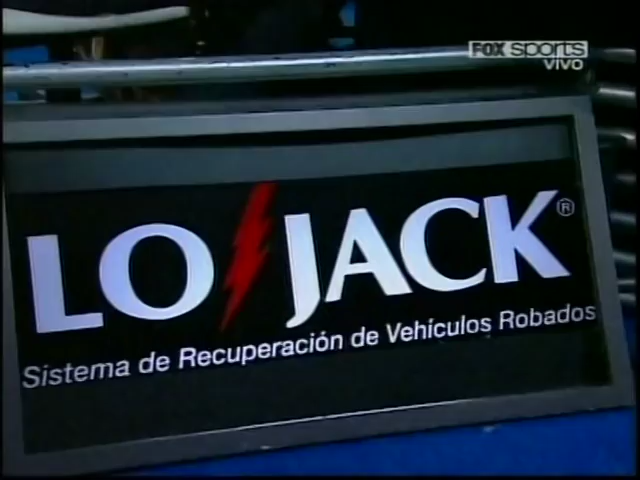 FOX sports
VIVO
LO JACK®
Sistema de Recuperación de Vehículos Robados